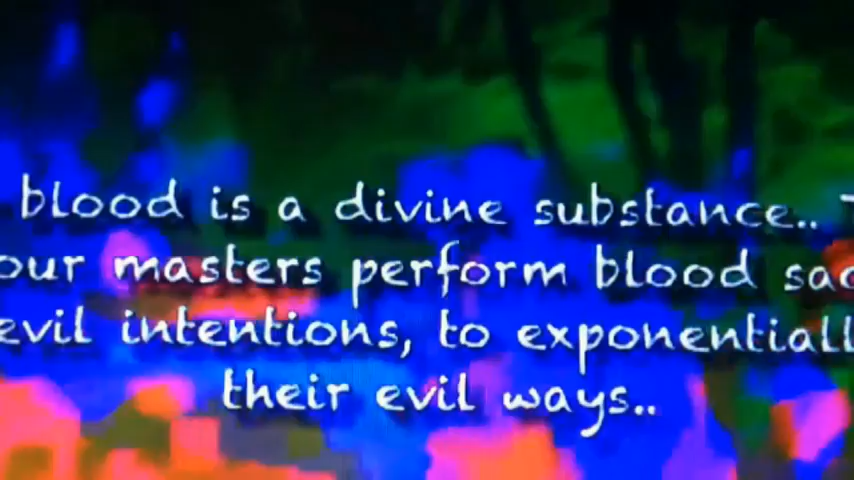 blood is a divine substance..
our masters perform blood
evil intentions, to
their evil ways..